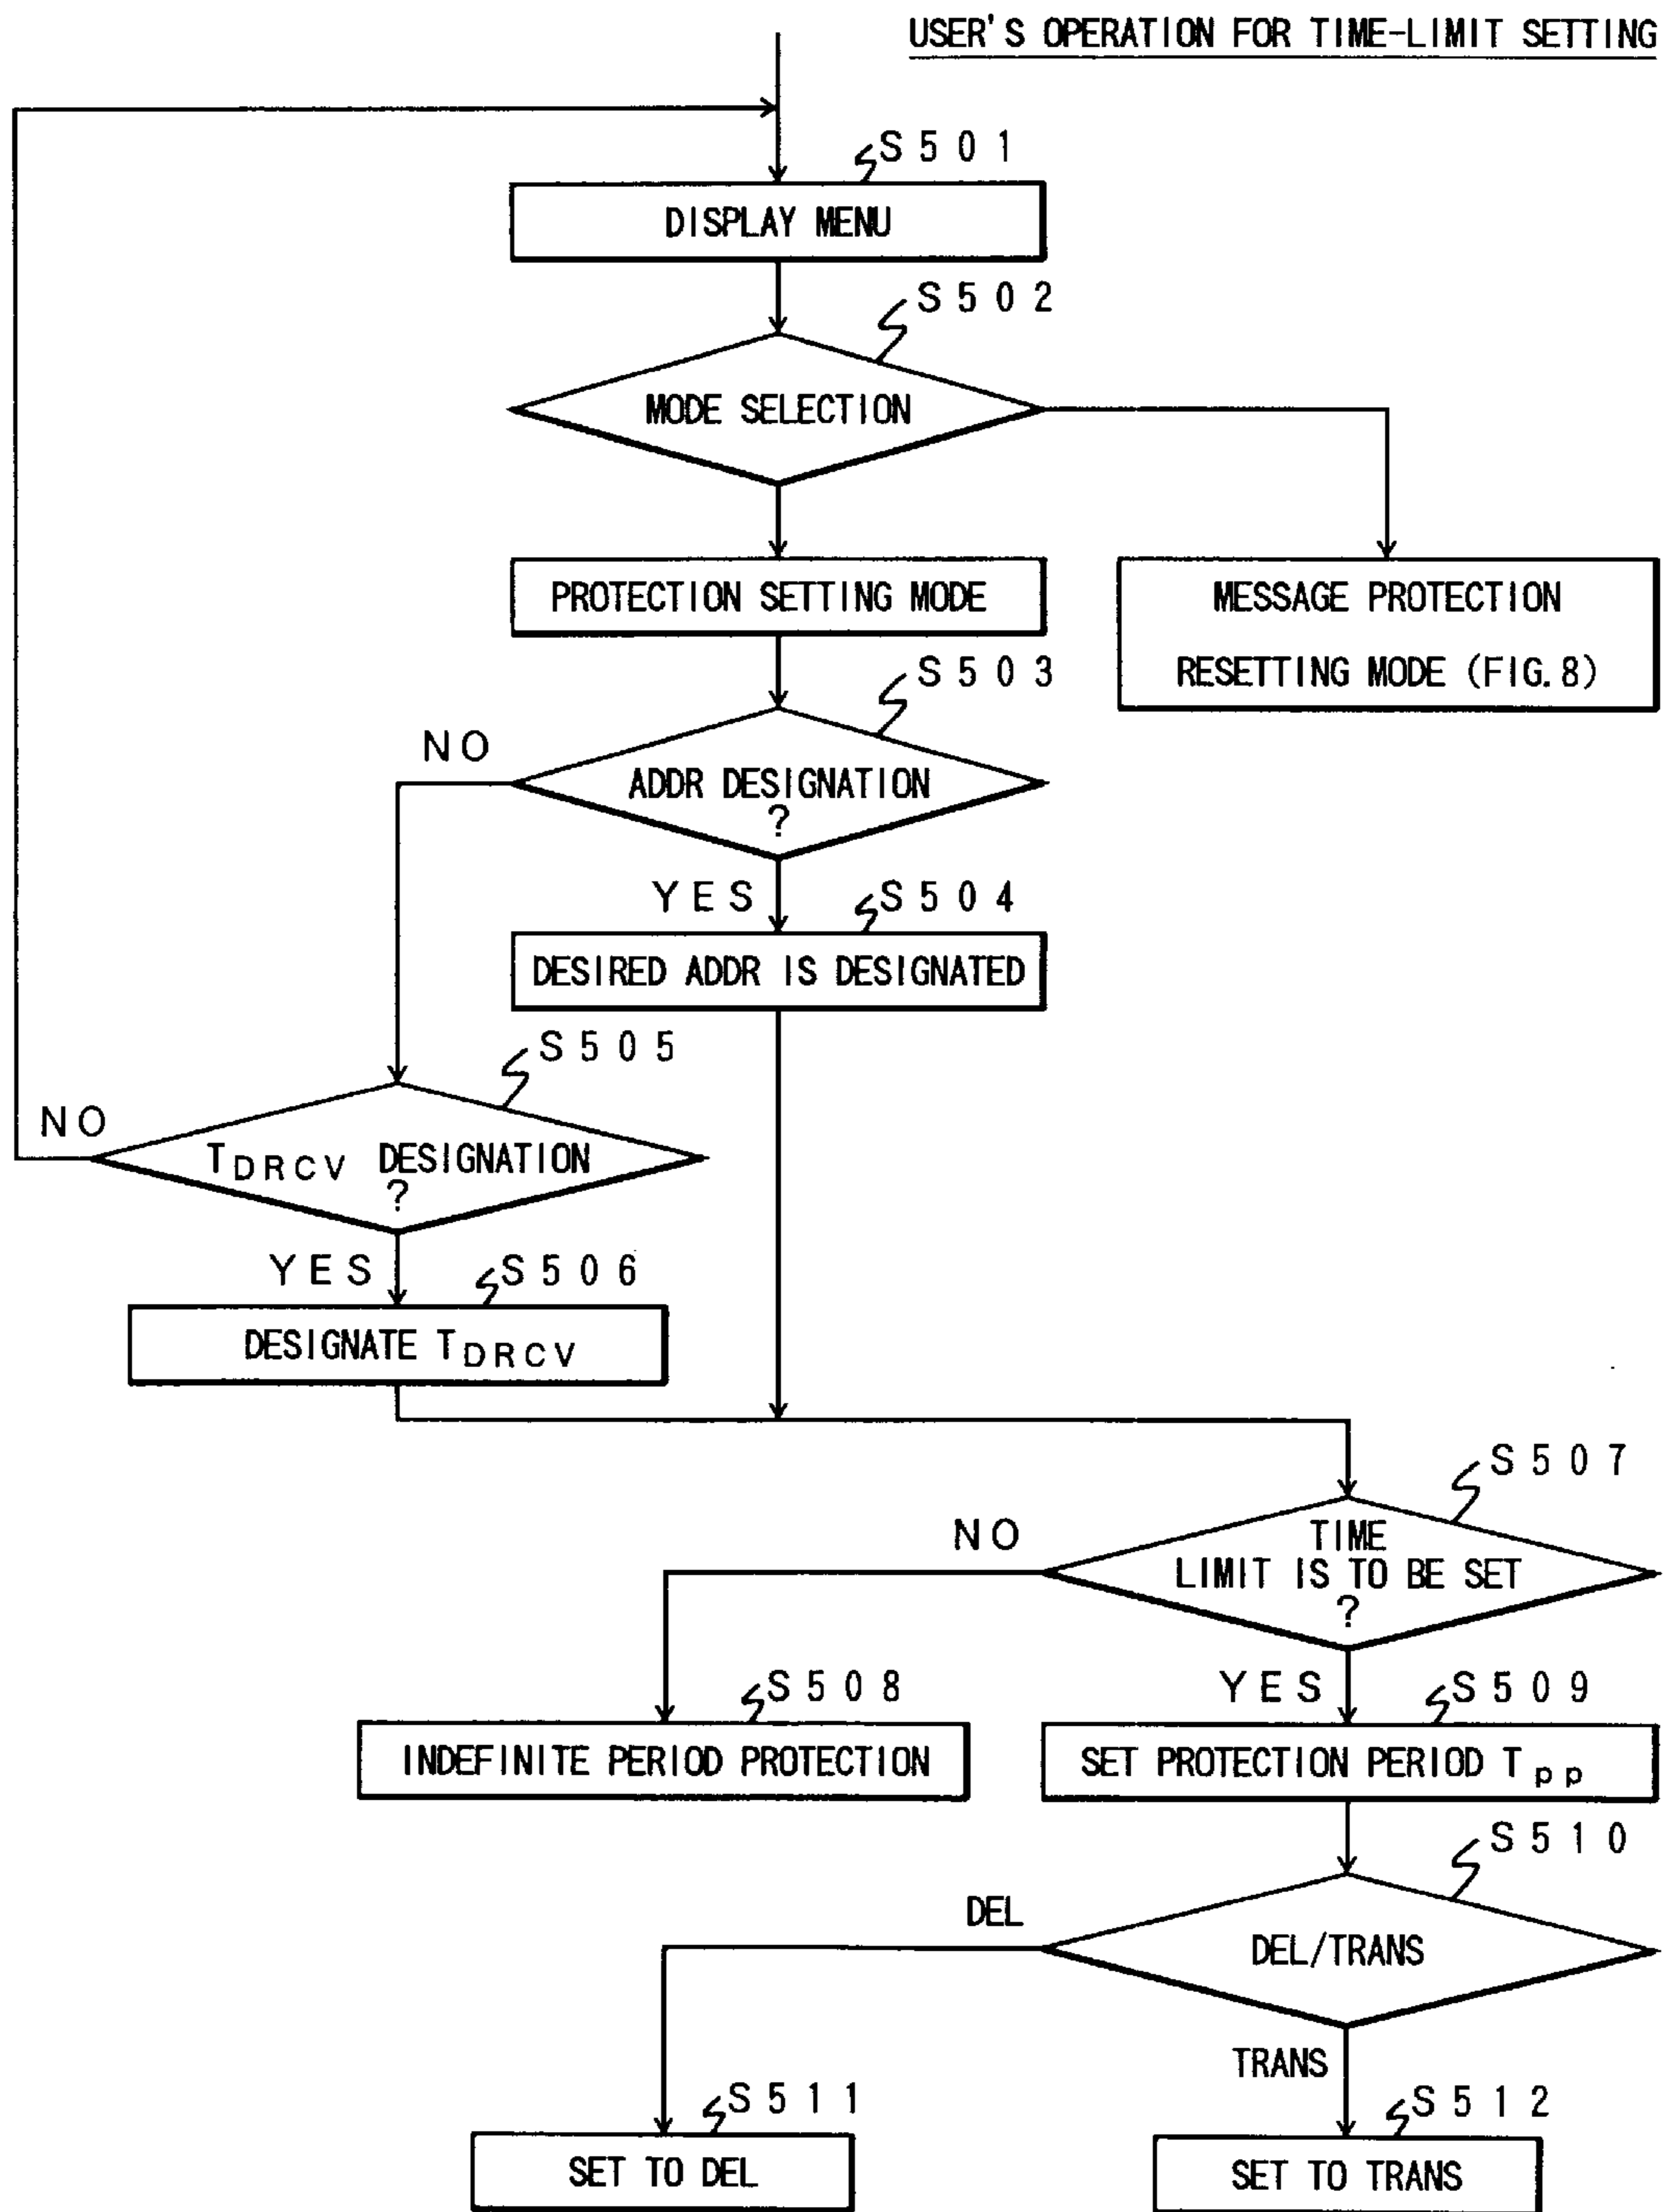 USER'S OPERATION FOR TIME-LIMIT SETTING
S501
DISPLAY MENU
S502
MODE SELECTION
PROTECTION SETTING MODE
MESSAGE PROTECTION
RESETTING MODE (FIG. 8)
S503
NO
ADDR DESIGNATION
?
YES
S504
DESIRED ADDR IS DESIGNATED
S505
NO
TDRCV DESIGNATION
?
YES
S506
DESIGNATE TDRCV
S507
NO
TIME
LIMIT IS TO BE SET
?
S508
YES
S509
INDEFINITE PERIOD PROTECTION
SET PROTECTION PERIOD Tpp
S510
DEL
DEL/TRANS
TRANS
S511
S512
SET TO DEL
SET TO TRANS